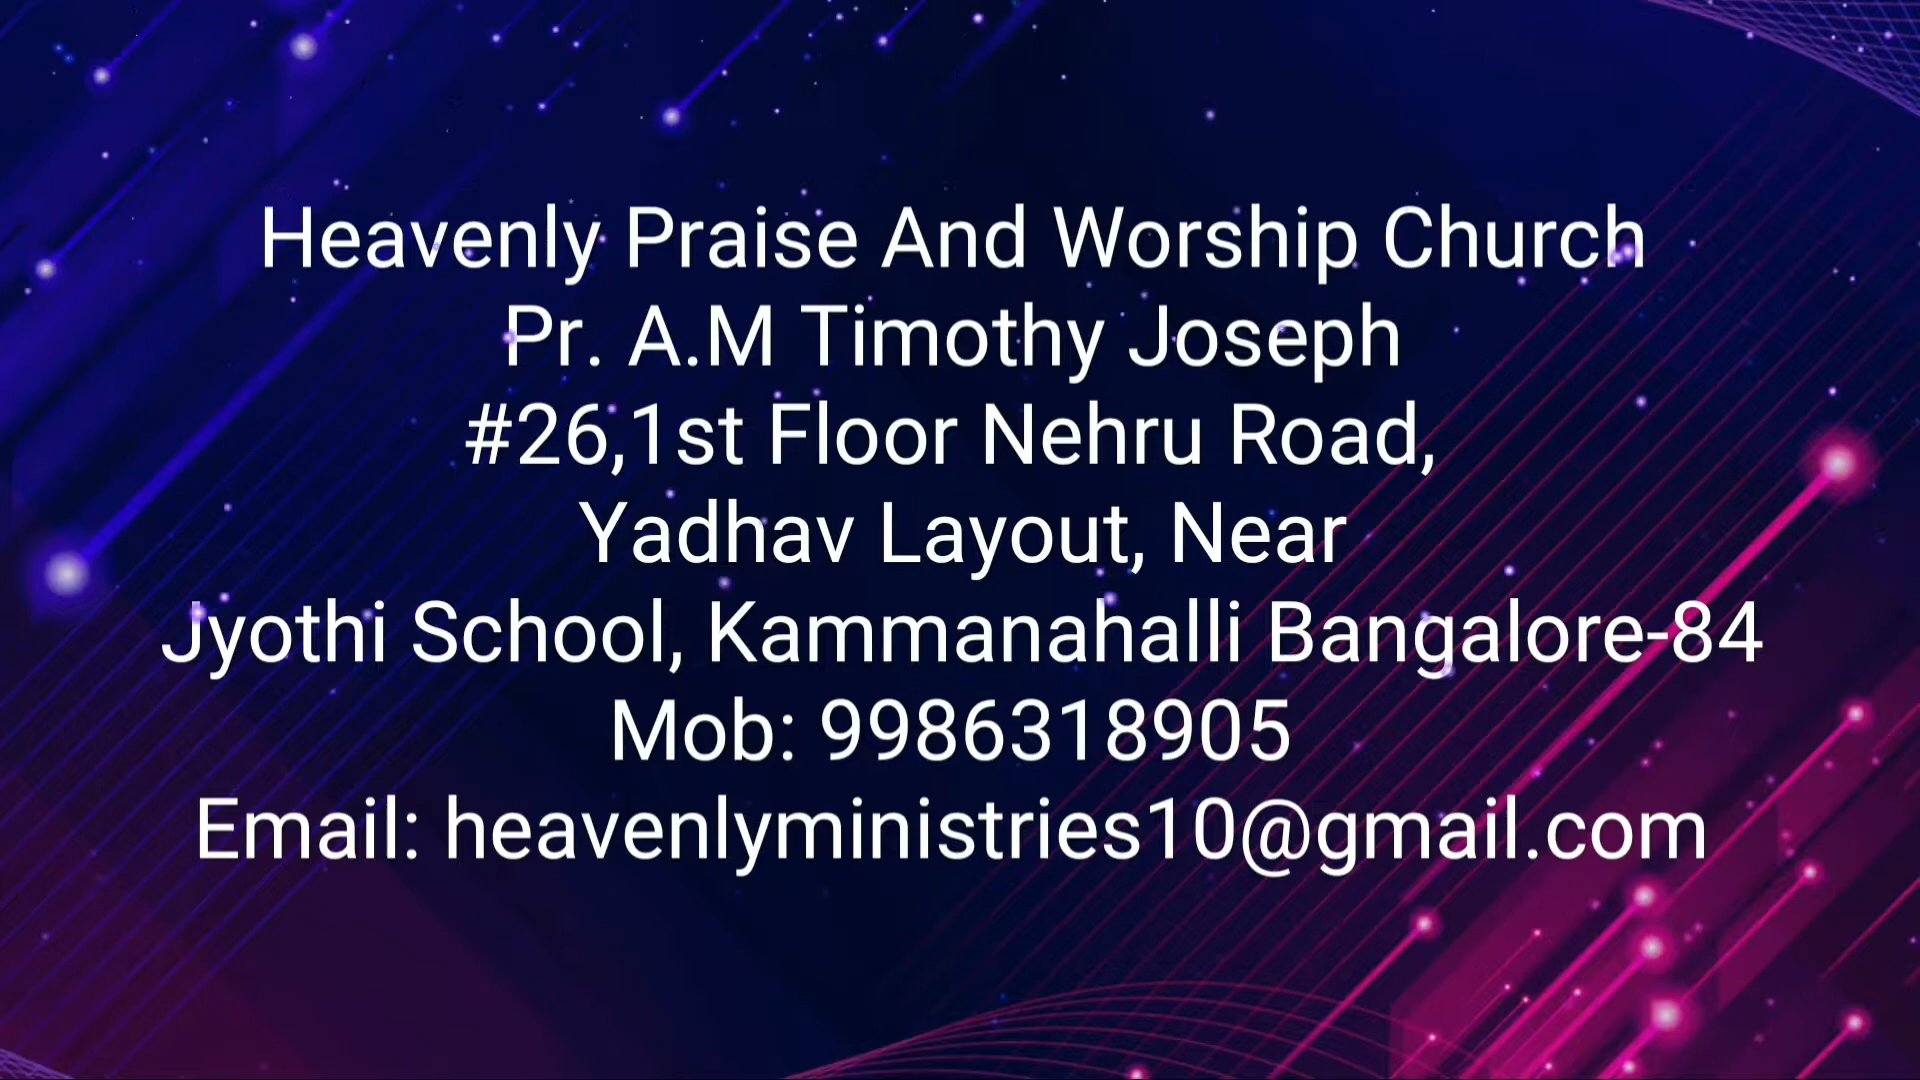 Heavenly Praise And Worship Church
Pr. A.M Timothy Joseph
#26,1st Floor Nehru Road,
Yadhav Layout, Near
Jyothi School, Kammanahalli Bangalore-84
Mob: 9986318905
Email: heavenlyministries10@gmail.com